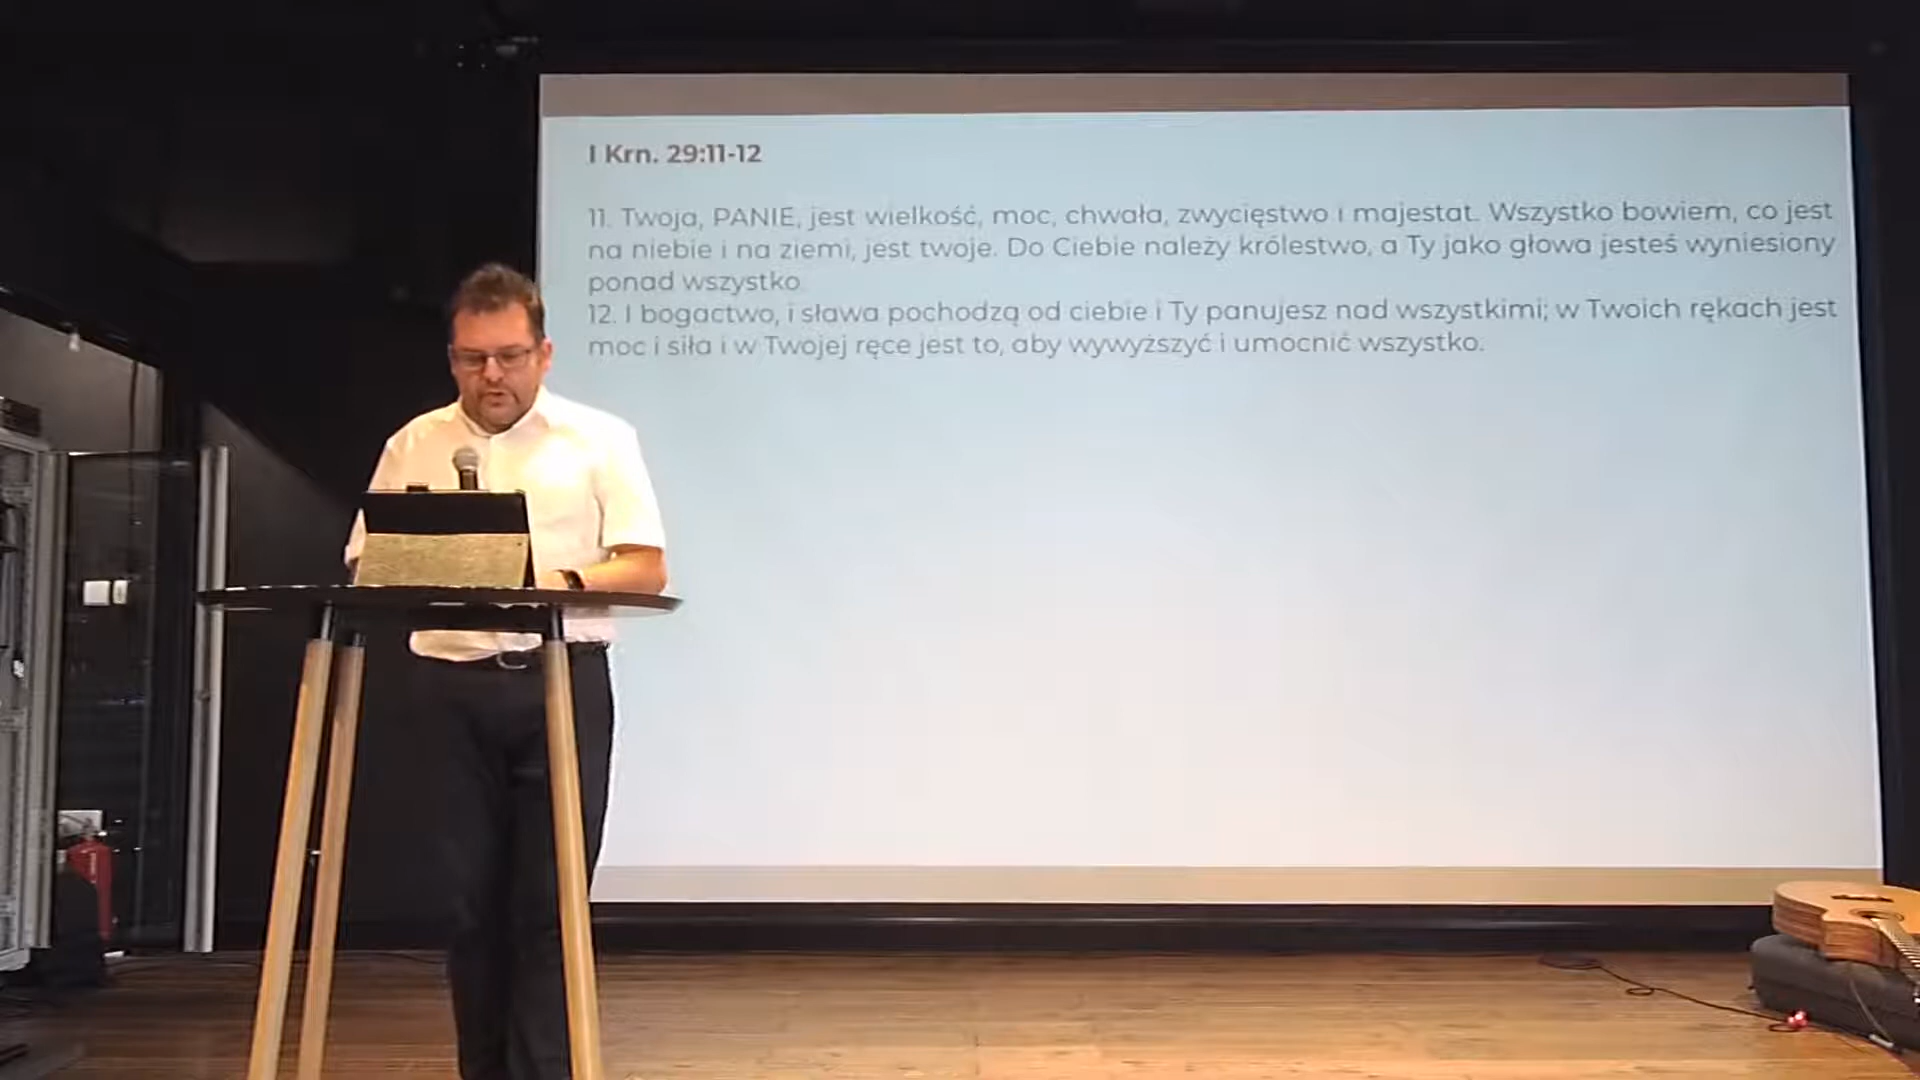 I Krn. 29:11-12
11. Twoja, PANIE, jest wielkość, moc, chwała, zwycięstwo i majestat. Wszystko bowiem, co jest
na niebie i na ziemi, jest twoje. Do Ciebie należy królestwo, a Ty jako głowa jesteś wyniesiony
ponad wszystko.
12. I bogactwo, i sława pochodzą od ciebie i Ty panujesz nad wszystkimi; w Twoich rękach jest
moc i siła i w Twojej ręce jest to, aby wywyższyć i umocnić wszystko.